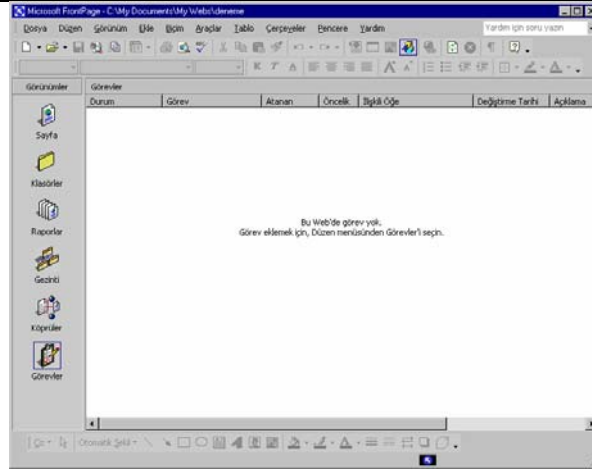 Microsoft FrontPage - C:\My Documents\My Webs\deneme
Dosya Düzen Görünüm Ekle Biçim Araçlar Tablo Çerçeveler Pencere Yardım
Yardım için soru yazın
K T A
Görünümler
Görevler
Durum Görev Atanan Öncelik İlişkili Öğe Değiştirme Tarihi Açıklama
Sayfa
Klasörler
Raporlar
Gezinti
Köprüler
Görevler
Bu Web'de görev yok.
Görev eklemek için, Düzen menüsünden Görevler'i seçin.
Çiz Otomatik Şekil